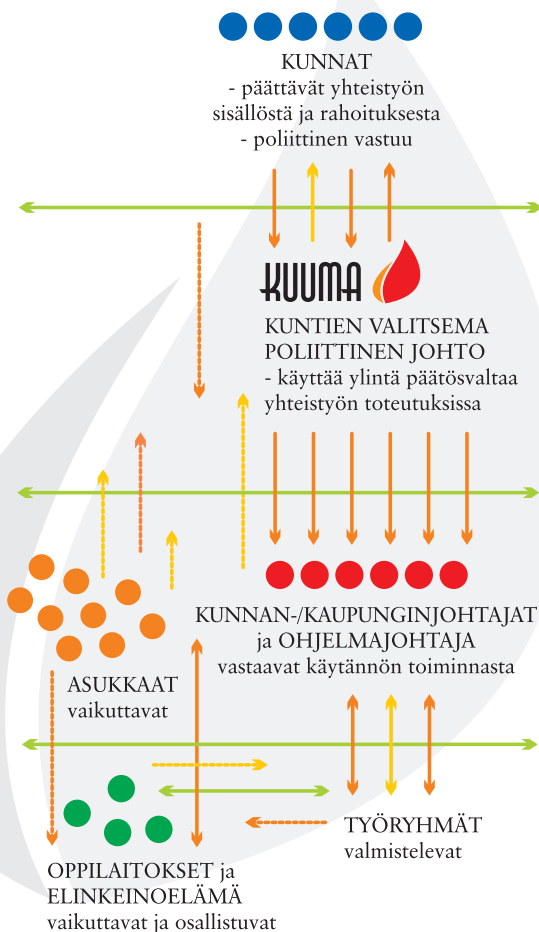 KUNNAT
- päättävät yhteistyön
sisällöstä ja rahoituksesta
- poliittinen vastuu
KUUMA
KUNTIEN VALITSEMA
POLIITTINEN JOHTO
- käyttää ylintä päätösvaltaa
yhteistyön toteutuksissa
KUNNAN-/KAUPUNGINJOHTAJAT
ja OHJELMAJOHTAJA
vastaavat käytännön toiminnasta
ASUKKAAT
vaikuttavat
TYÖRYHMÄT
valmistelevat
OPPILAITOKSET ja
ELINKEINOELÄMÄ
vaikuttavat ja osallistuvat